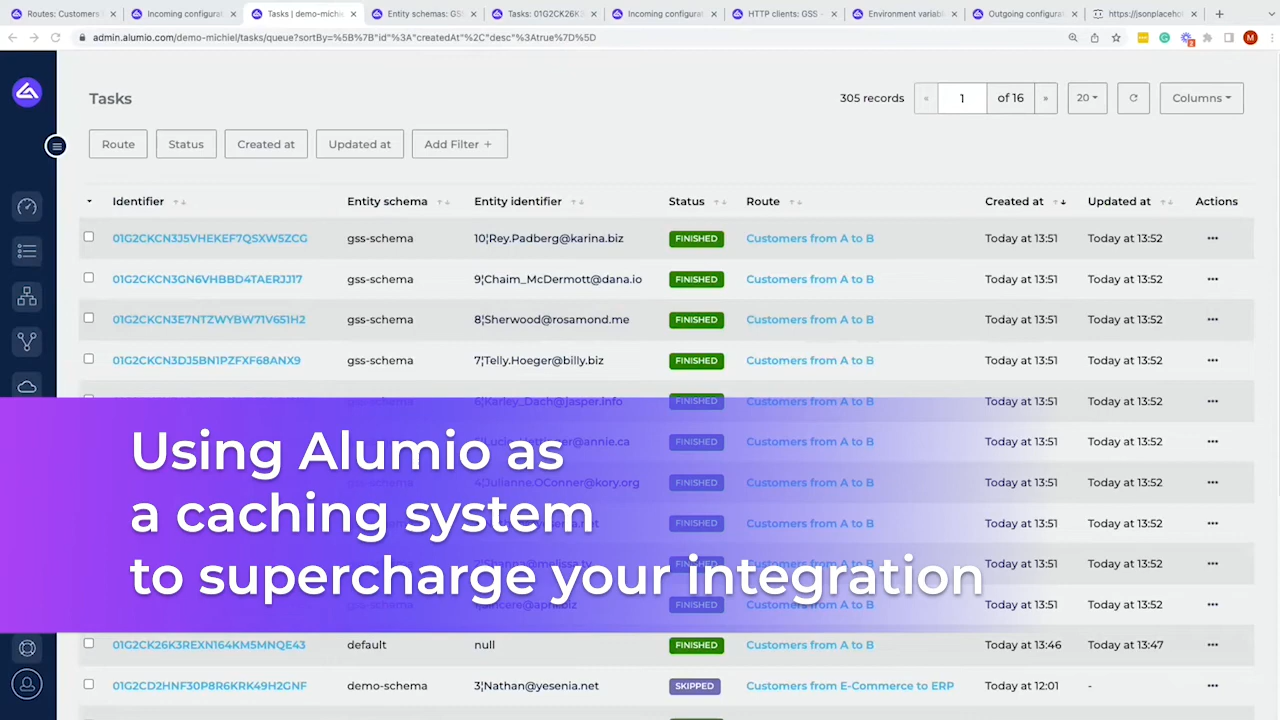 Routes: Customers
Incoming configurat
Tasks | demo-michie
Entity schemas: GS
Tasks: 01G2CK26K3
Incoming configurat
HTTP clients: GSS -
Environment variabl
Outgoing configurat
https://jsonplaceho
admin.alumio.com/demo-michiel/tasks/queue?sortBy=%5B%7B"id"%3A"createdAt"%2C"desc"%3Atrue%7D%5D
Tasks
305 records « 1 of 16 » 20 Columns
Route Status Created at Updated at Add Filter +
Identifier Entity schema Entity identifier Status Route Created at Updated at Actions
01G2CKCN3J5VHEKEF7QSXW5ZCG gss-schema 10¦Rey.Padberg@karina.biz FINISHED Customers from A to B Today at 13:51 Today at 13:52
01G2CKCN3GN6VHBBD4TAERJJ17 gss-schema 9¦Chaim_McDermott@dana.io FINISHED Customers from A to B Today at 13:51 Today at 13:52
01G2CKCN3E7NTZWYBW71V651H2 gss-schema 8¦Sherwood@rosamond.me FINISHED Customers from A to B Today at 13:51 Today at 13:52
01G2CKCN3DJ5BN1PZFXF68ANX9 gss-schema 7¦Telly.Hoeger@billy.biz FINISHED Customers from A to B Today at 13:51 Today at 13:52
6¦Karley_Dach@jasper.info FINISHED Customers from A to B Today at 13:51 Today at 13:52
FINISHED Customers from A to B Today at 13:51 Today at 13:52
4¦Julianne.OConner@kory.org FINISHED Customers from A to B Today at 13:51 Today at 13:52
FINISHED Customers from A to B Today at 13:51 Today at 13:52
Today at 13:51 Today at 13:52
FINISHED Customers from A to B Today at 13:51 Today at 13:52
Using Alumio as
a caching system
to supercharge your integration
01G2CK26K3REXN164KM5MNQE43 default null FINISHED Customers from A to B Today at 13:46 Today at 13:47
01G2CD2HNF30P8R6KRK49H2GNF demo-schema 3¦Nathan@yesenia.net SKIPPED Customers from E-Commerce to ERP Today at 12:01 -